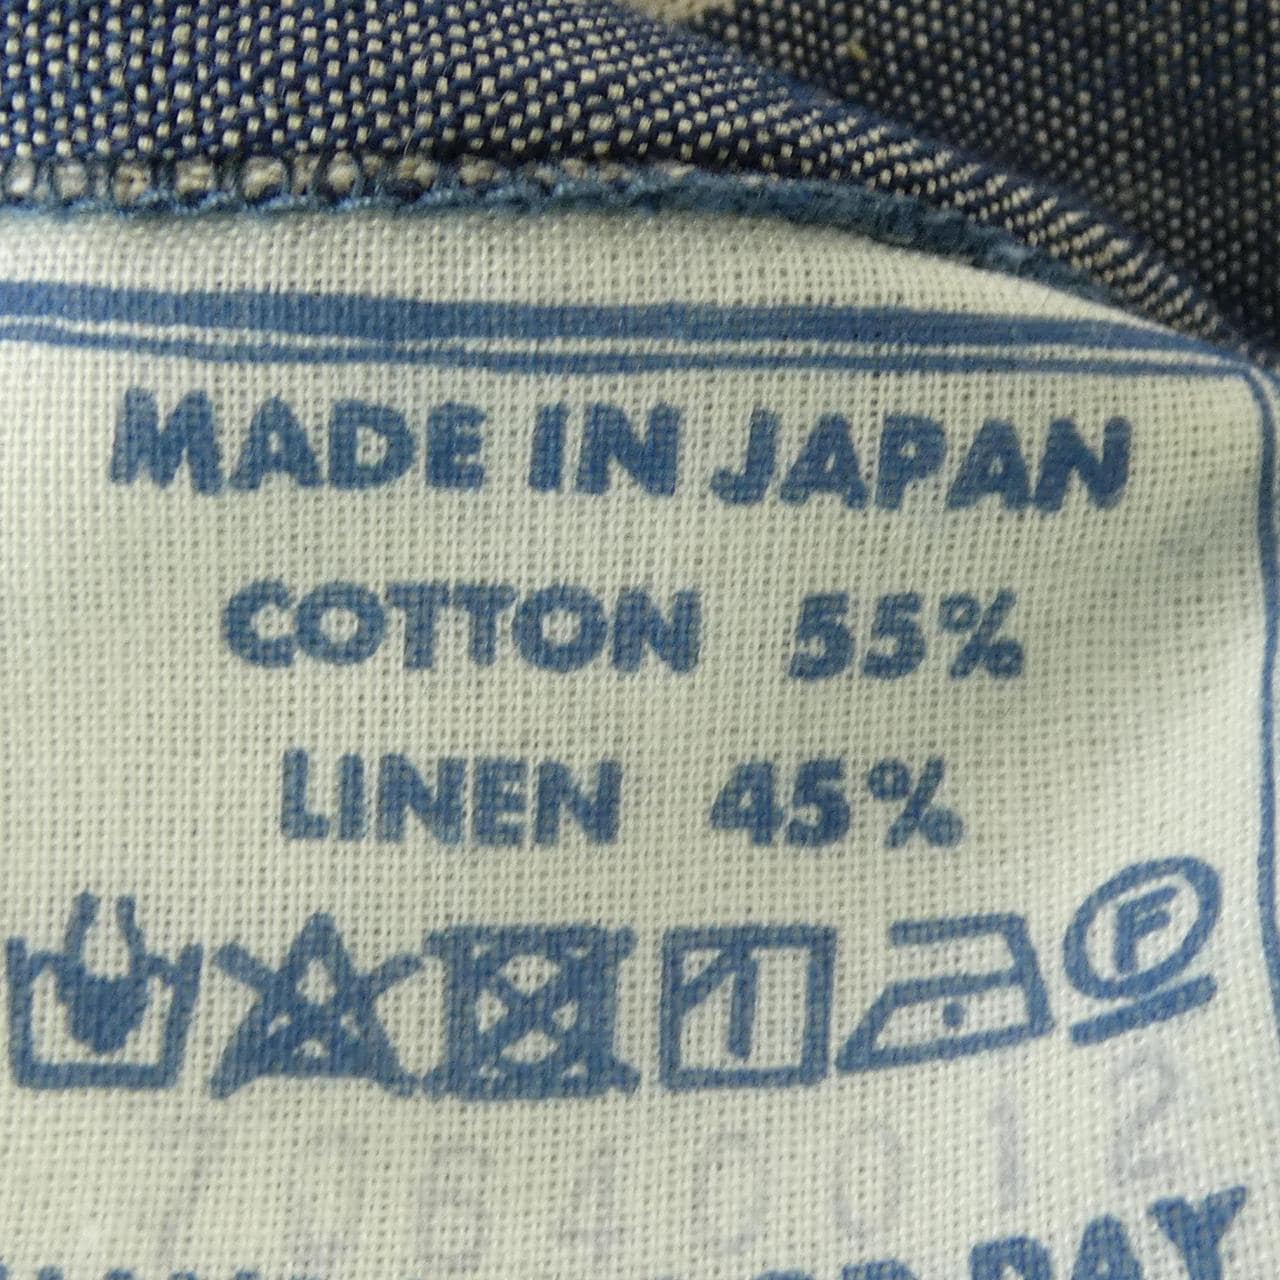 MADE IN JAPAN
COTTON 55%
LINEN 45%
F